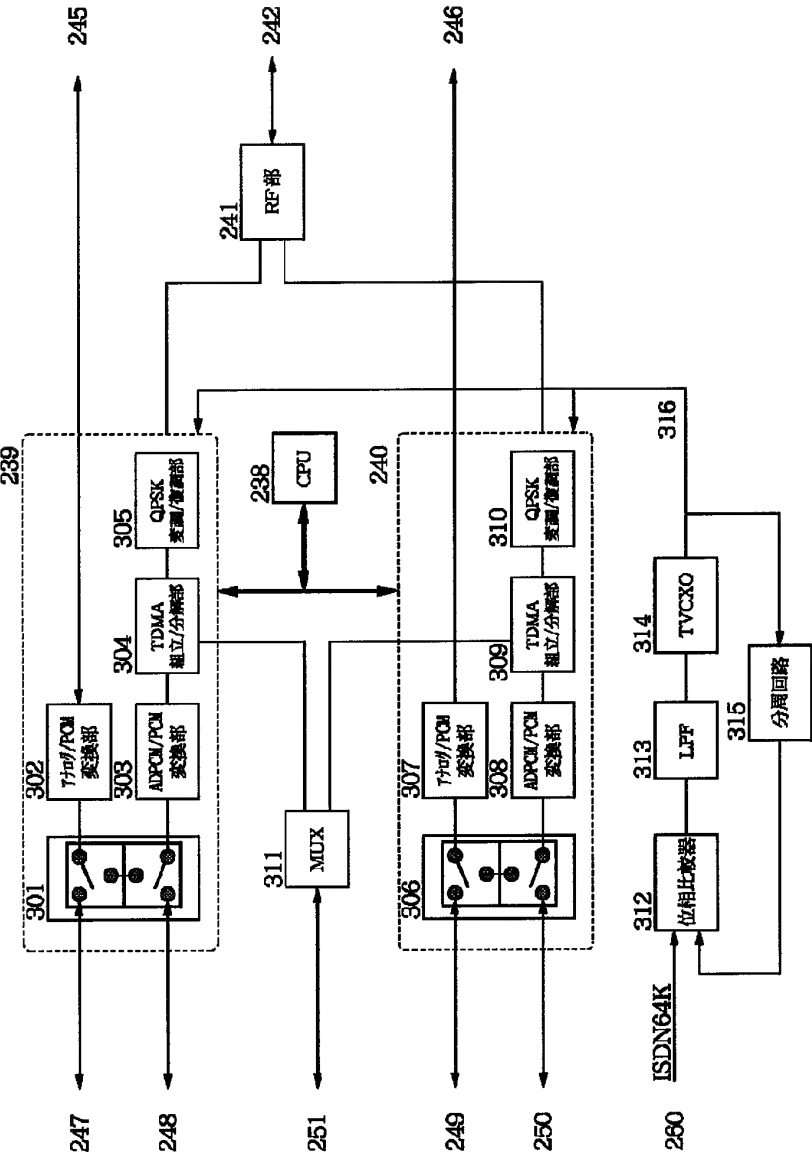 245
242
246
241
RF部
239
305
QPSK
変調/復調部
304
TDMA
組立/分解部
302
アナログ/PCM
変換部
303
ADPCM/PCM
変換部
301
238
CPU
240
310
QPSK
変調/復調部
309
TDMA
組立/分解部
307
アナログ/PCM
変換部
308
ADPCM/PCM
変換部
306
311
MUX
316
314
TVCXO
313
LPF
315
分周回路
312
位相比較器
ISDN64K
247
248
251
249
250
260